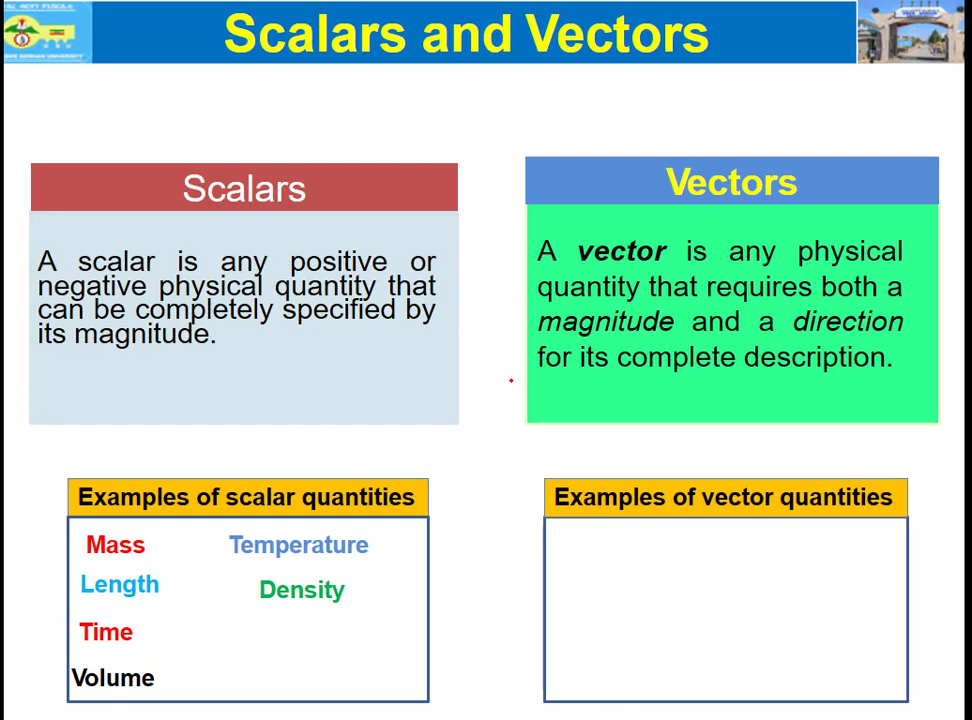 Scalars and Vectors
Scalars
A scalar is any positive or
negative physical quantity that
can be completely specified by
its magnitude.
Vectors
A vector is any physical
quantity that requires both a
magnitude and a direction
for its complete description.
Examples of scalar quantities
Mass
Temperature
Length
Density
Time
Volume
Examples of vector quantities